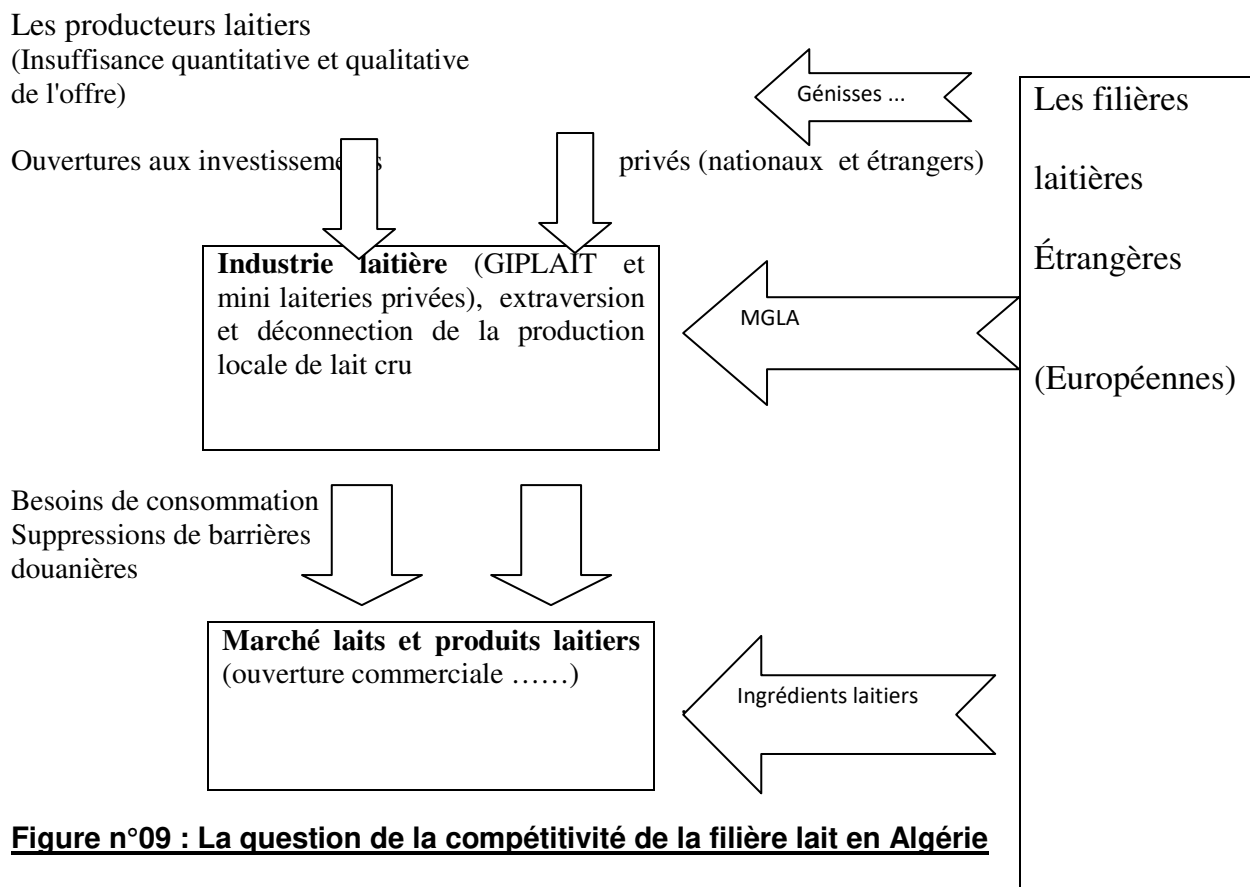 Les producteurs laitiers
(Insuffisance quantitative et qualitative
de l'offre)
Génisses ...
Les filières
laitières
Étrangères
(Européennes)
Ouvertures aux investissements privés (nationaux et étrangers)
Industrie laitière (GIPLAIT et
mini laiteries privées), extraversion
et déconnection de la production
locale de lait cru
MGLA
Besoins de consommation
Suppressions de barrières
douanières
Marché laits et produits laitiers
(ouverture commerciale ……)
Ingrédients laitiers
Figure n°09 : La question de la compétitivité de la filière lait en Algérie